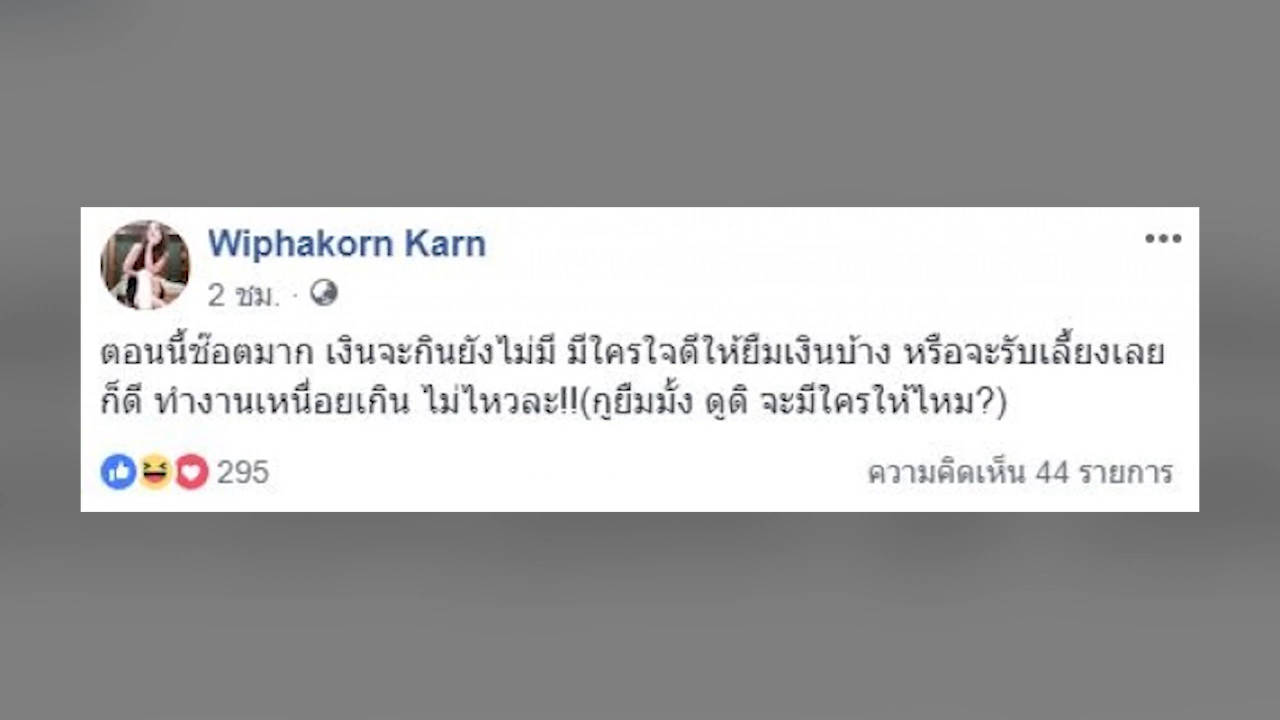 Wiphakorn Karn
2 ชม. ·
ตอนนี้ช๊อตมาก เงินจะกินยังไม่มี มีใครใจดีให้ยืมเงินบ้าง หรือจะรับเลี้ยงเลย
ก็ดี ทำงานเหนื่อยเกิน ไม่ไหวละ!!(กูยืมมั้ง ดูดิ จะมีใครให้ไหม?)
295
ความคิดเห็น 44 รายการ